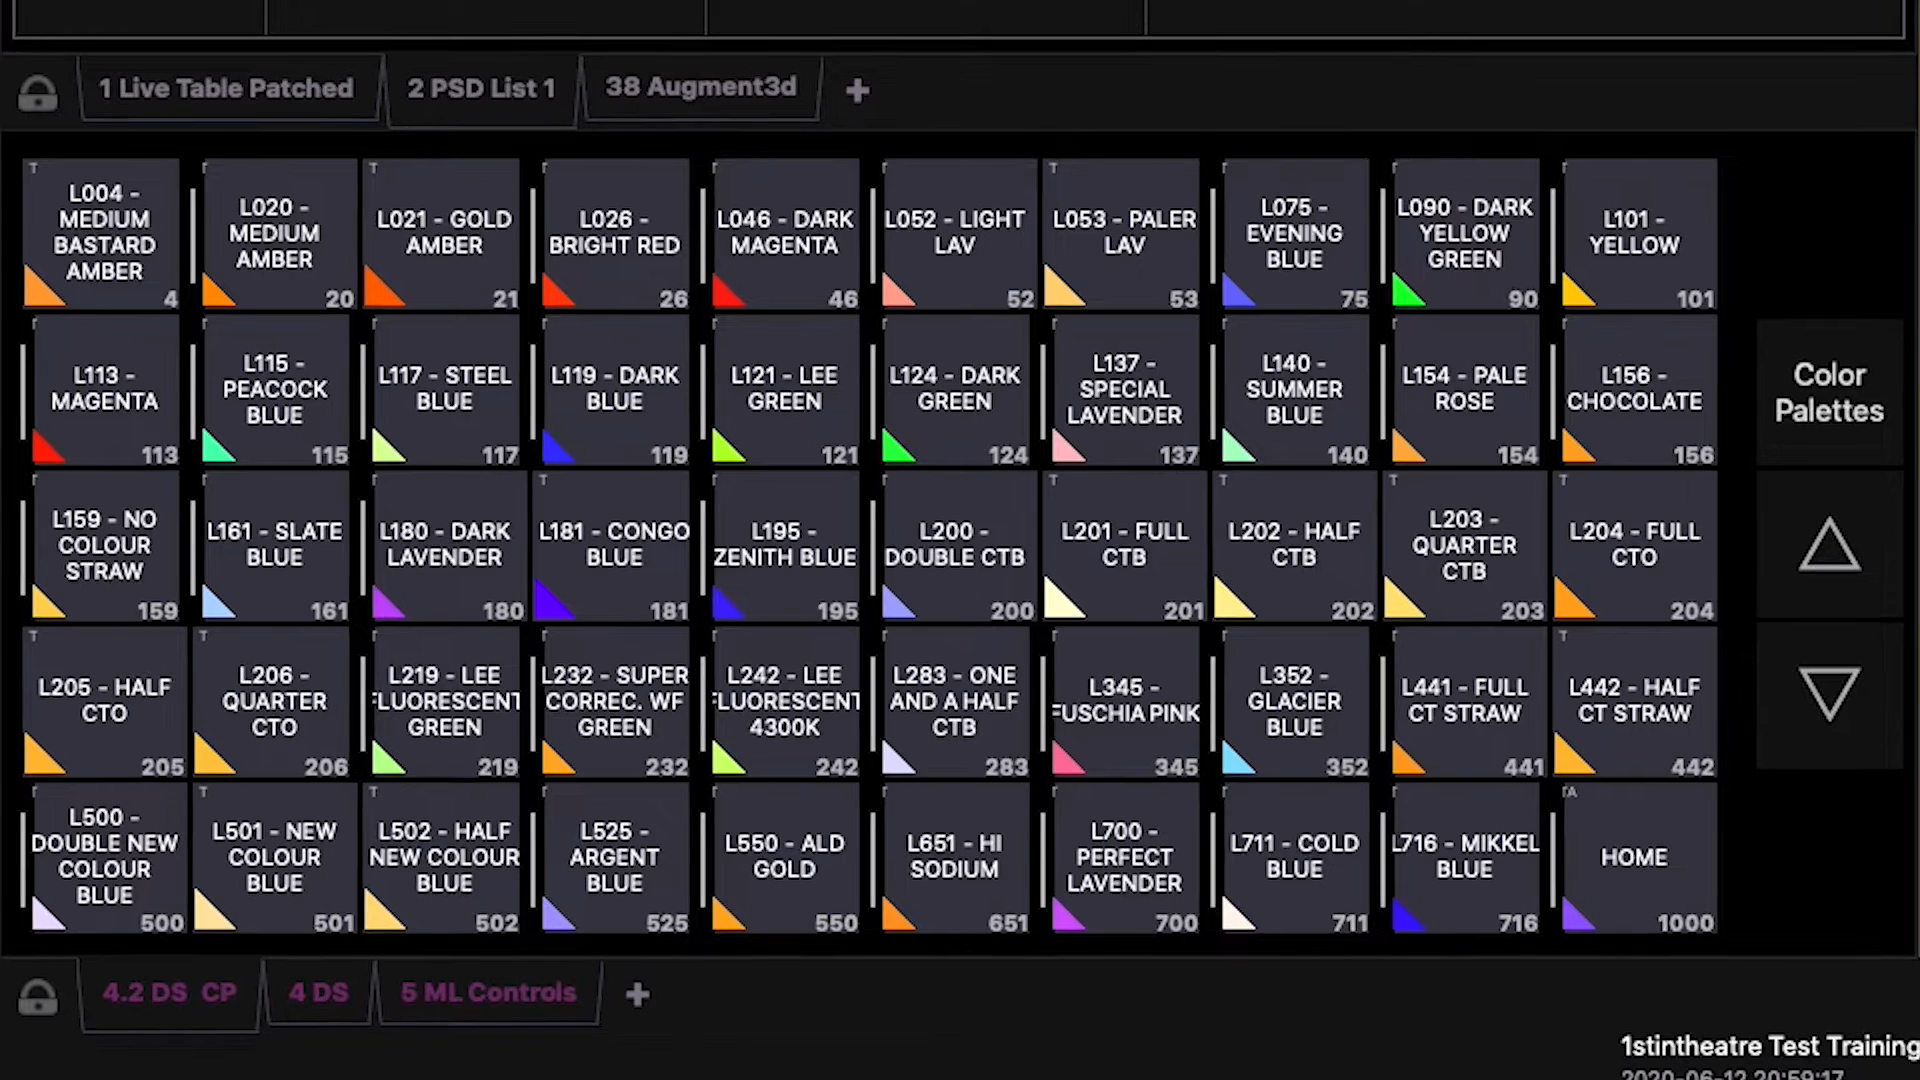 1 Live Table Patched
2 PSD List 1
38 Augment3d
+
T
L004 -
MEDIUM
BASTARD
AMBER
4
L020 -
MEDIUM
AMBER
20
T
L021 - GOLD
AMBER
21
L026 -
BRIGHT RED
26
L046 - DARK
MAGENTA
46
L052 - LIGHT
LAV
52
T
L053 - PALER
LAV
53
L075 -
EVENING
BLUE
75
L090 - DARK
YELLOW
GREEN
90
L101 -
YELLOW
101
L113 -
MAGENTA
113
L115 -
PEACOCK
BLUE
115
L117 - STEEL
BLUE
117
L119 - DARK
BLUE
119
L121 - LEE
GREEN
121
L124 - DARK
GREEN
124
L137 -
SPECIAL
LAVENDER
137
L140 -
SUMMER
BLUE
140
L154 - PALE
ROSE
154
L156 -
CHOCOLATE
156
Color
Palettes
L159 - NO
COLOUR
STRAW
159
L161 - SLATE
BLUE
161
L180 - DARK
LAVENDER
180
T
L181 - CONGO
BLUE
181
L195 -
ZENITH BLUE
195
L200 -
DOUBLE CTB
200
T
L201 - FULL
CTB
201
T
L202 - HALF
CTB
202
T
L203 -
QUARTER
CTB
203
T
L204 - FULL
CTO
204
T
L205 - HALF
CTO
205
T
L206 -
QUARTER
CTO
206
L219 - LEE
FLUORESCENT
GREEN
219
L232 - SUPER
CORREC. WF
GREEN
232
L242 - LEE
FLUORESCENT
4300K
242
L283 - ONE
AND A HALF
CTB
283
L345 -
FUSCHIA PINK
345
L352 -
GLACIER
BLUE
352
L441 - FULL
CT STRAW
441
T
L442 - HALF
CT STRAW
442
L500 -
DOUBLE NEW
COLOUR
BLUE
500
T
L501 - NEW
COLOUR
BLUE
501
T
L502 - HALF
NEW COLOUR
BLUE
502
L525 -
ARGENT
BLUE
525
L550 - ALD
GOLD
550
L651 - HI
SODIUM
651
L700 -
PERFECT
LAVENDER
700
L711 - COLD
BLUE
711
L716 - MIKKEL
BLUE
716
TA
HOME
1000
4.2 DS CP
4 DS
5 ML Controls
+
1stintheatre Test Training
2020-06-12 20:59:17